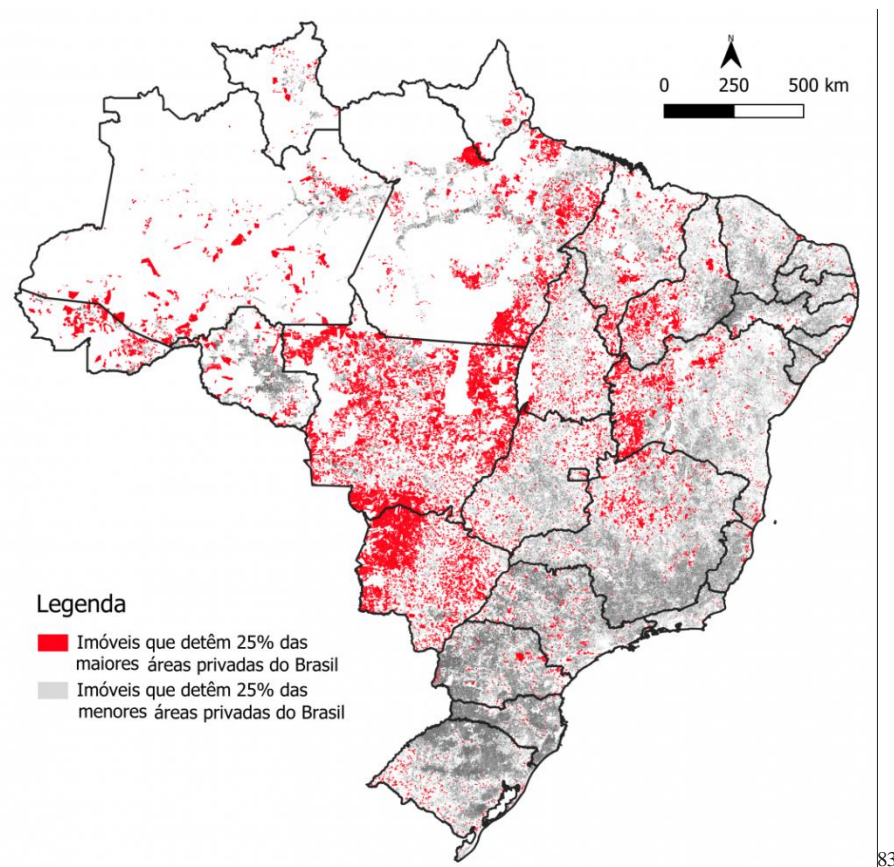 N
0 250 500 km
Legenda
Imóveis que detêm 25% das
maiores áreas privadas do Brasil
Imóveis que detêm 25% das
menores áreas privadas do Brasil
83